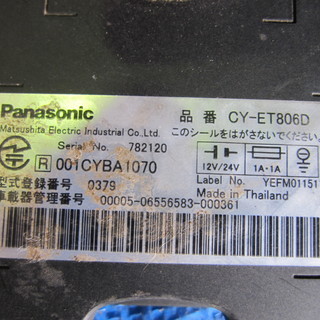 Panasonic
品 番 CY-ET806D
Matsushita Electric Industrial Co.,Ltd.
このシールをはがさないでください。
Serial No. 782120
R 001CYBA1070
12V/24V 1A・1A
型式登録番号 0379
Label No. YEFM01151
Made in Thailand
車載器管理番号 00005-06556583-000361